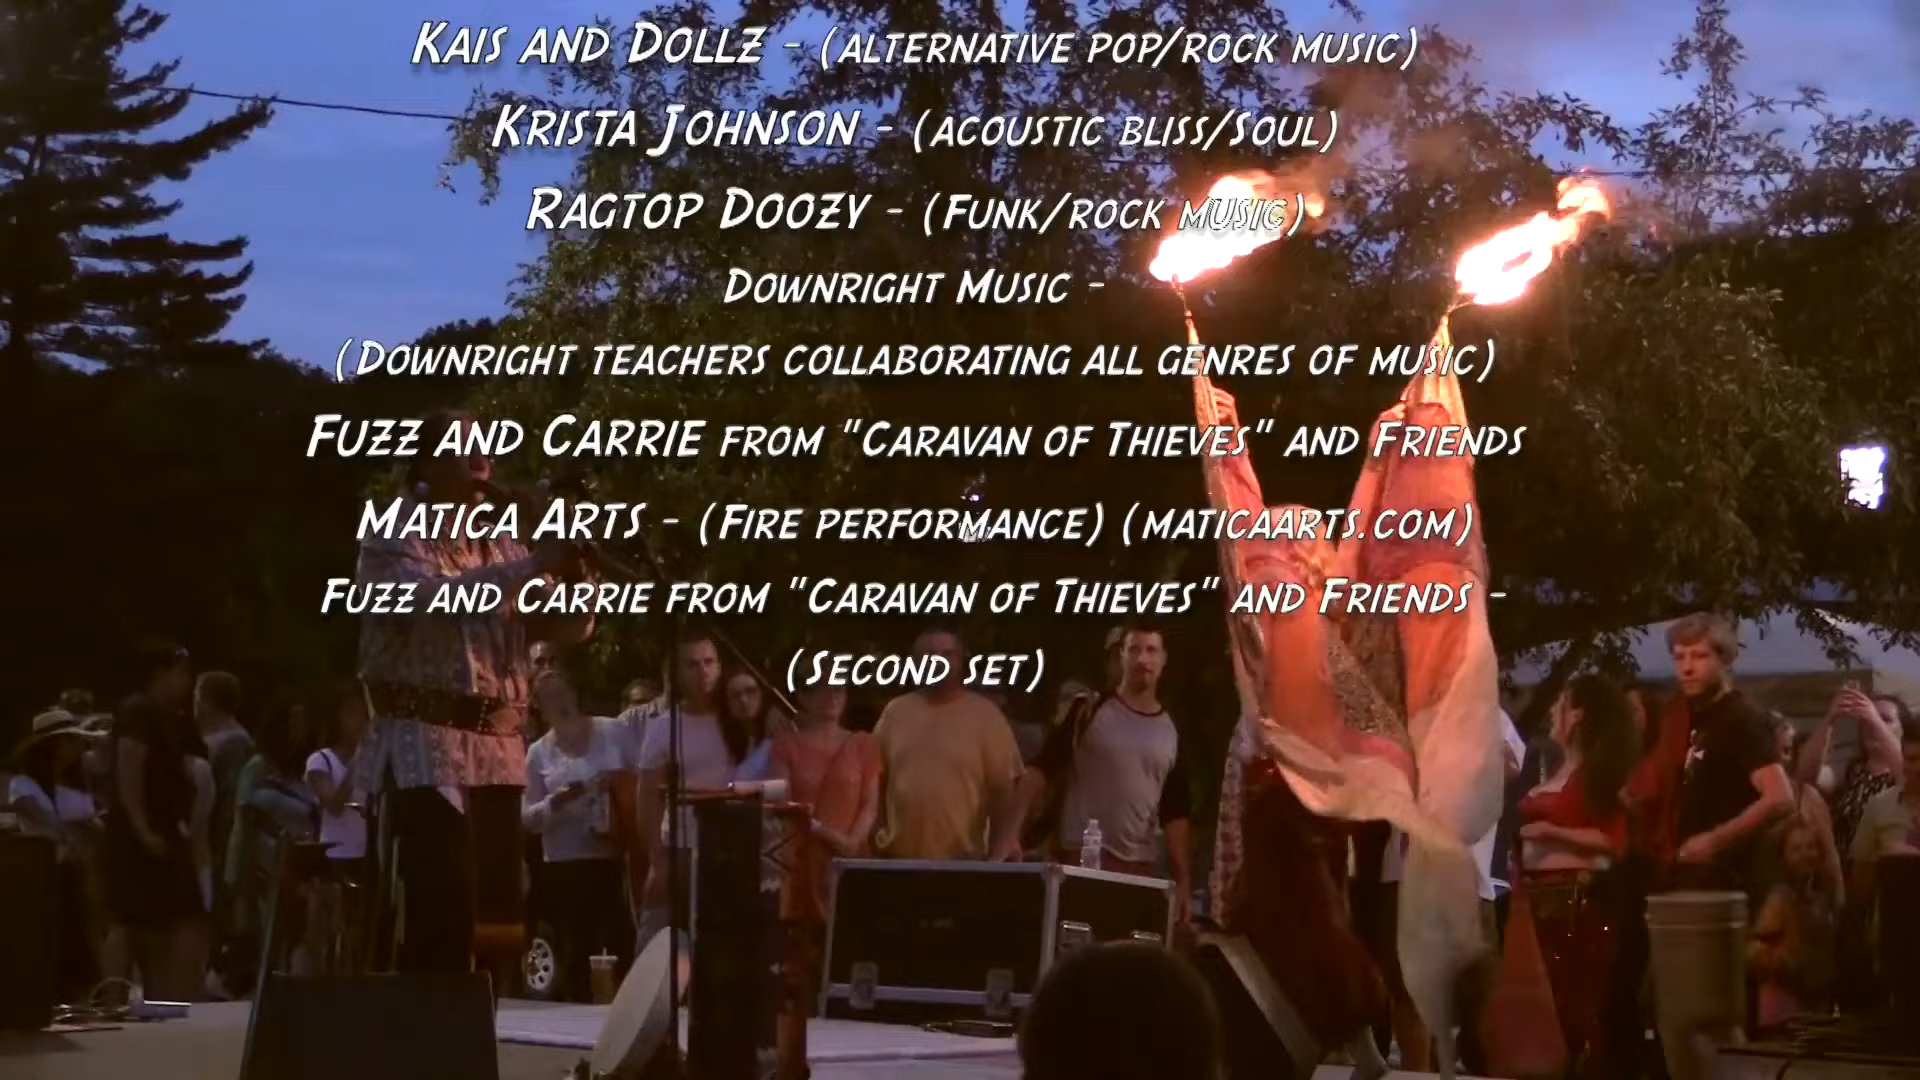 Kais and Dollz - (alternative pop/rock music)
Krista Johnson - (acoustic bliss/Soul)
Ragtop Doozy - (Funk/rock music)
Downright Music -
(Downright teachers collaborating all genres of music)
Fuzz and Carrie from "Caravan of Thieves" and Friends
Matica Arts - (Fire performance) (maticaarts.com)
Fuzz and Carrie from "Caravan of Thieves" and Friends -
(Second set)